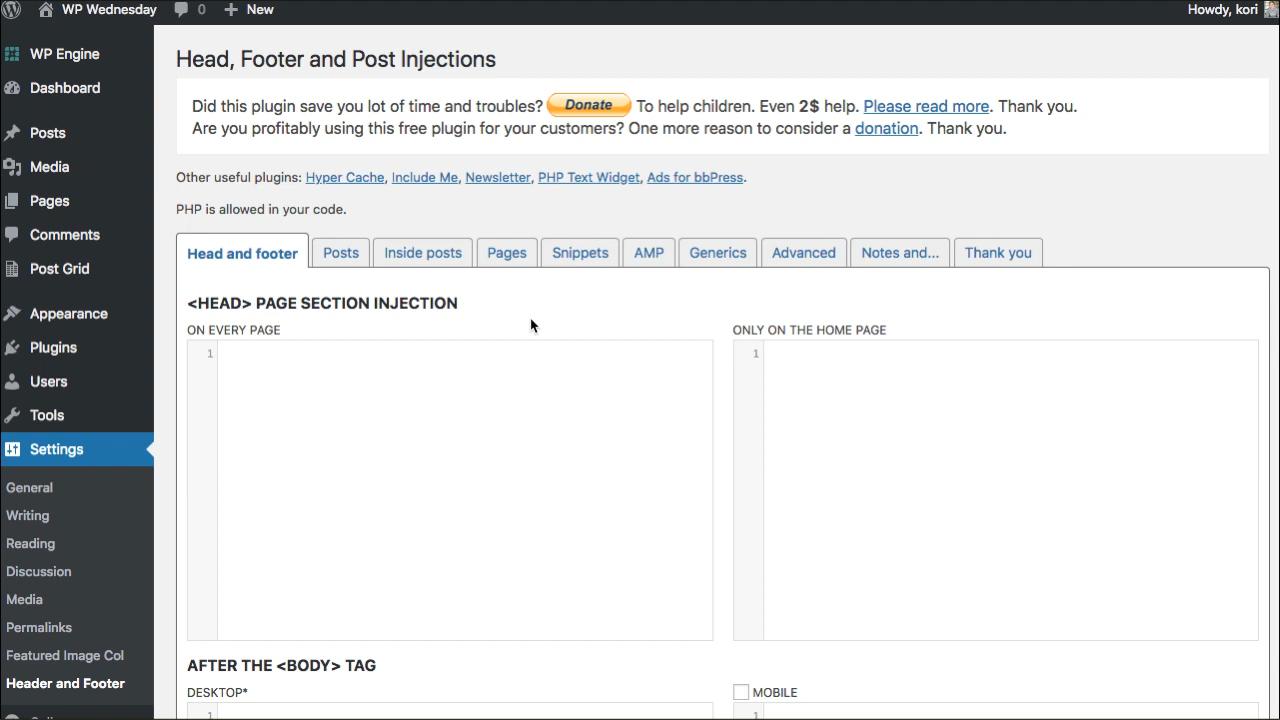 WP Wednesday 0 New Howdy, kori
WP Engine
Dashboard
Posts
Media
Pages
Comments
Post Grid
Appearance
Plugins
Users
Tools
Settings
General
Writing
Reading
Discussion
Media
Permalinks
Featured Image Col
Header and Footer
Head, Footer and Post Injections
Did this plugin save you lot of time and troubles? Donate To help children. Even 2$ help. Please read more. Thank you.
Are you profitably using this free plugin for your customers? One more reason to consider a donation. Thank you.
Other useful plugins: Hyper Cache, Include Me, Newsletter, PHP Text Widget, Ads for bbPress.
PHP is allowed in your code.
Head and footer Posts Inside posts Pages Snippets AMP Generics Advanced Notes and... Thank you
<HEAD> PAGE SECTION INJECTION
ON EVERY PAGE ONLY ON THE HOME PAGE
1 1
AFTER THE <BODY> TAG
DESKTOP* MOBILE
1 1